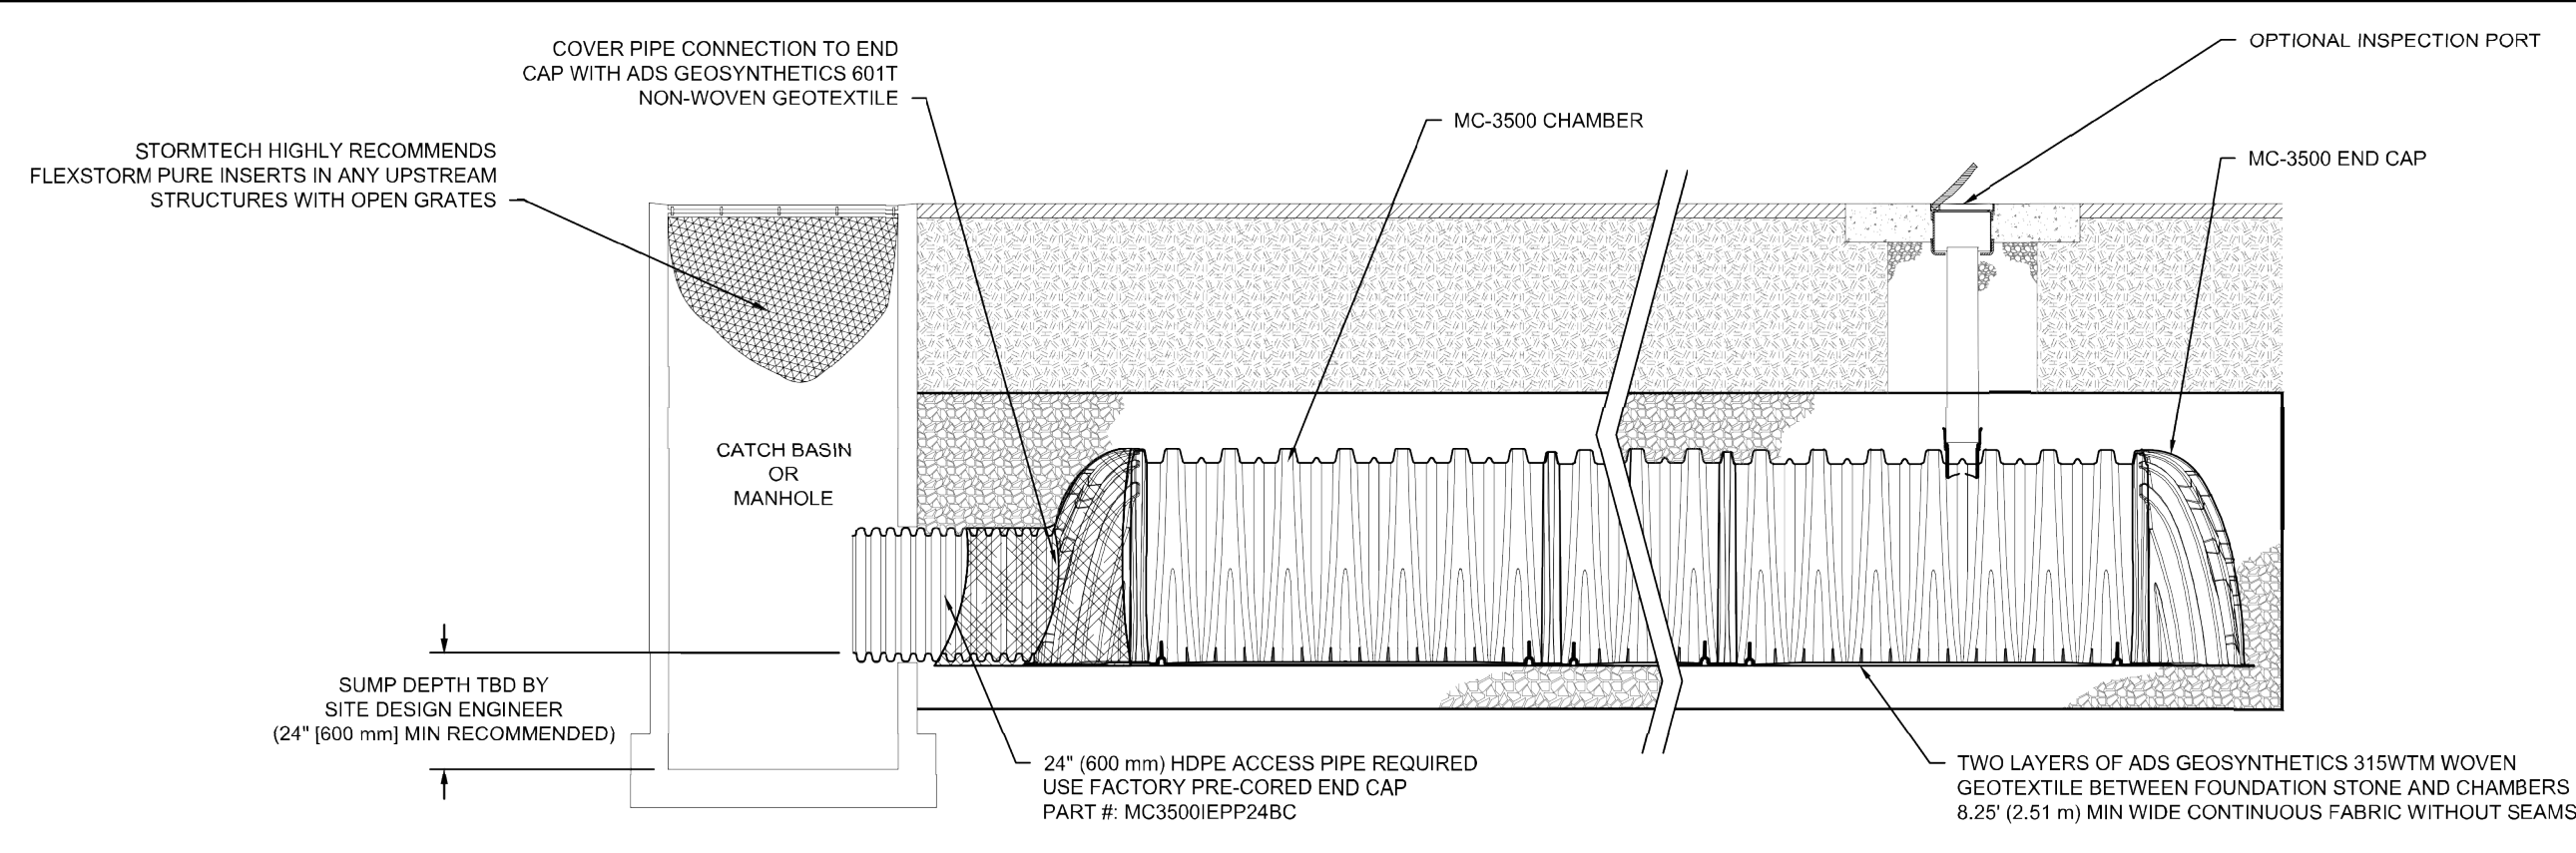 COVER PIPE CONNECTION TO END
CAP WITH ADS GEOSYNTHETICS 601T
NON-WOVEN GEOTEXTILE
STORMTECH HIGHLY RECOMMENDS
FLEXSTORM PURE INSERTS IN ANY UPSTREAM
STRUCTURES WITH OPEN GRATES
MC-3500 CHAMBER
OPTIONAL INSPECTION PORT
MC-3500 END CAP
CATCH BASIN
OR
MANHOLE
SUMP DEPTH TBD BY
SITE DESIGN ENGINEER
(24" [600 mm] MIN RECOMMENDED)
24" (600 mm) HDPE ACCESS PIPE REQUIRED
USE FACTORY PRE-CORED END CAP
PART #: MC3500IEPP24BC
TWO LAYERS OF ADS GEOSYNTHETICS 315WTM WOVEN
GEOTEXTILE BETWEEN FOUNDATION STONE AND CHAMBERS
8.25' (2.51 m) MIN WIDE CONTINUOUS FABRIC WITHOUT SEAMS